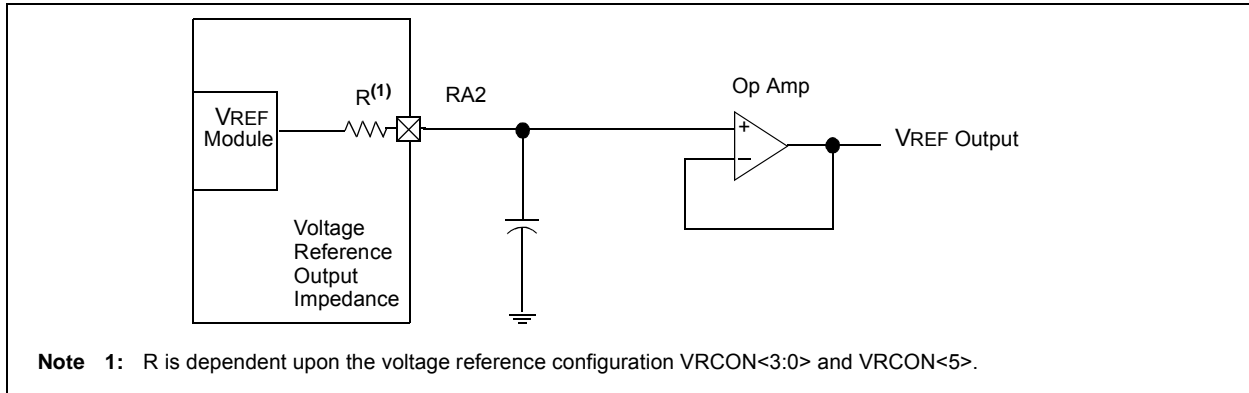 R(1)
RA2
Op Amp
VREF
Module
+
–
VREF Output
Voltage
Reference
Output
Impedance
Note 1: R is dependent upon the voltage reference configuration VRCON<3:0> and VRCON<5>.